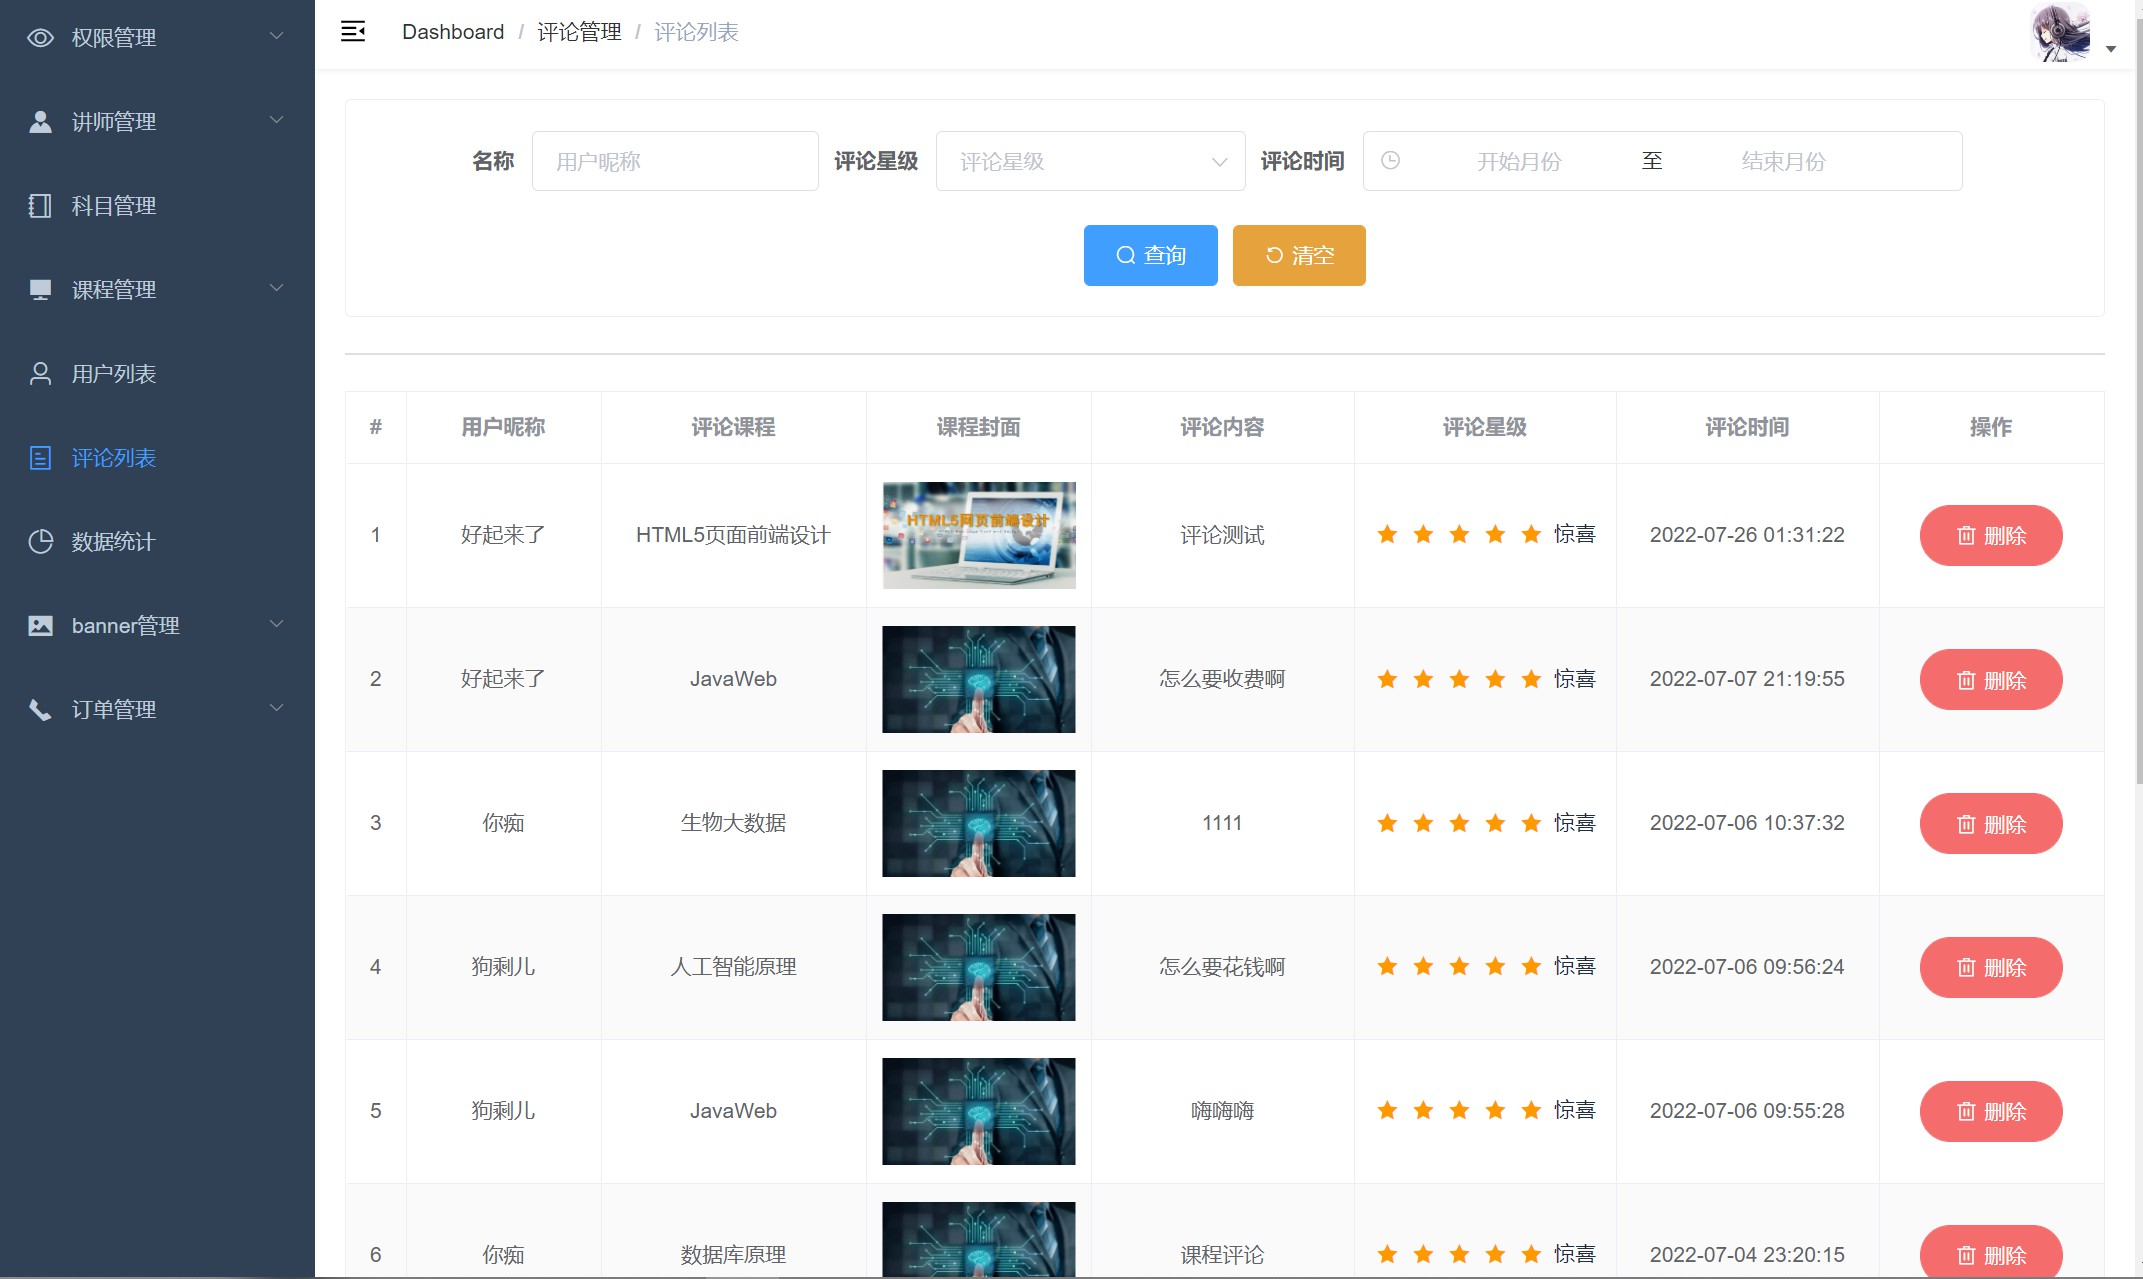 权限管理
讲师管理
科目管理
课程管理
用户列表
评论列表
数据统计
banner管理
订单管理
Dashboard / 评论管理 / 评论列表
名称 用户昵称 评论星级 评论星级 评论时间 开始月份 至 结束月份
查询 清空
# 用户昵称 评论课程 课程封面 评论内容 评论星级 评论时间 操作
1 好起来了 HTML5页面前端设计 HTML5网页前端设计 评论测试 惊喜 2022-07-26 01:31:22 删除
2 好起来了 JavaWeb 怎么要收费啊 惊喜 2022-07-07 21:19:55 删除
3 你痴 生物大数据 1111 惊喜 2022-07-06 10:37:32 删除
4 狗剩儿 人工智能原理 怎么要花钱啊 惊喜 2022-07-06 09:56:24 删除
5 狗剩儿 JavaWeb 嗨嗨嗨 惊喜 2022-07-06 09:55:28 删除
6 你痴 数据库原理 课程评论 惊喜 2022-07-04 23:20:15 删除